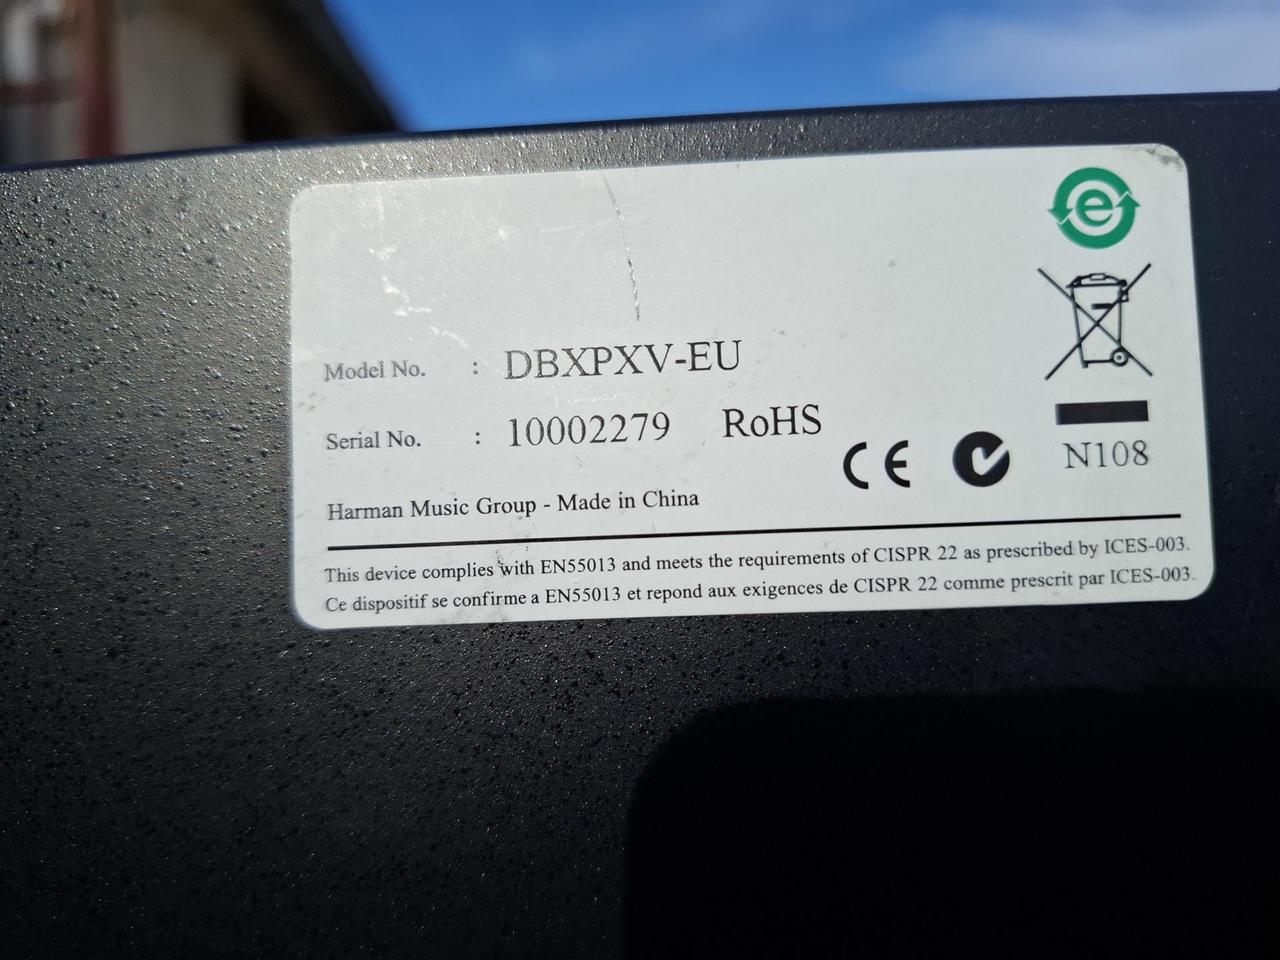 e
Model No. : DBXPXV-EU
Serial No. : 10002279 RoHS
CE
N108
Harman Music Group - Made in China
This device complies with EN55013 and meets the requirements of CISPR 22 as prescribed by ICES-003.
Ce dispositif se confirme a EN55013 et repond aux exigences de CISPR 22 comme prescrit par ICES-003.